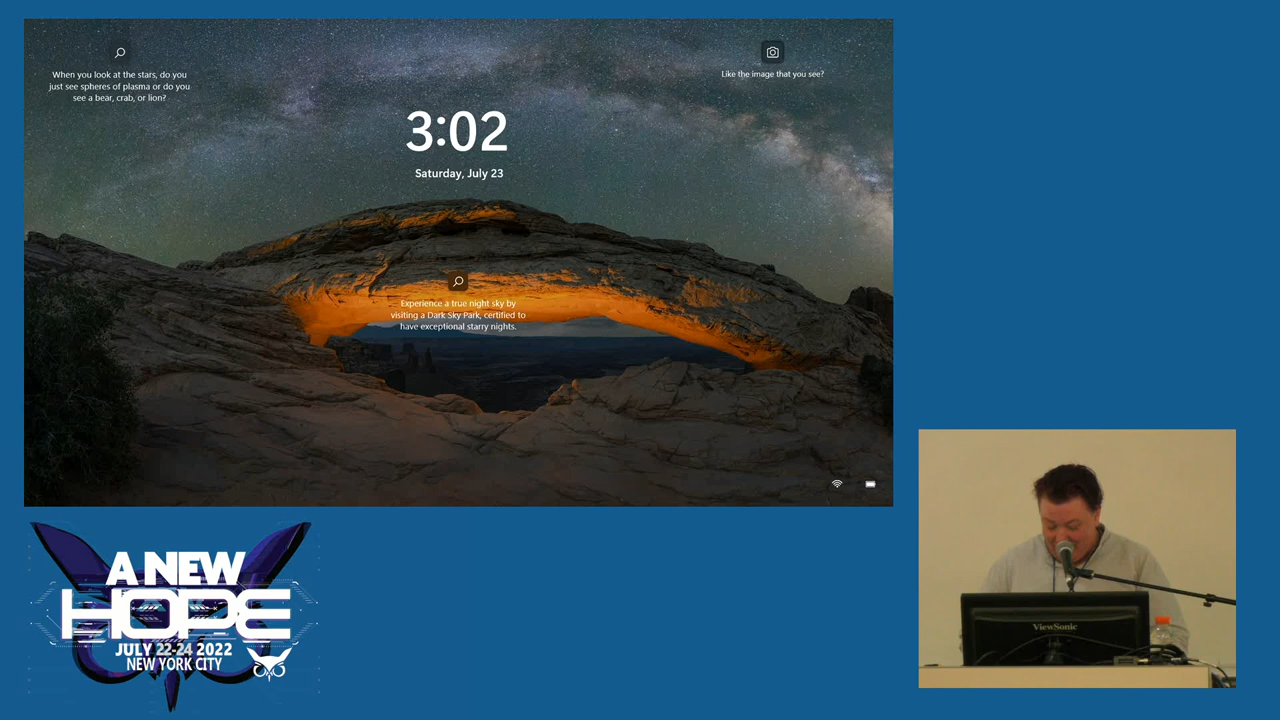 When you look at the stars, do you
just see spheres of plasma or do you
see a bear, crab, or lion?
Like the image that you see?
3:02
Saturday, July 23
Experience a true night sky by
visiting a Dark Sky Park, certified to
have exceptional starry nights.
A NEW
HOPE
JULY 22-24 2022
NEW YORK CITY
ViewSonic